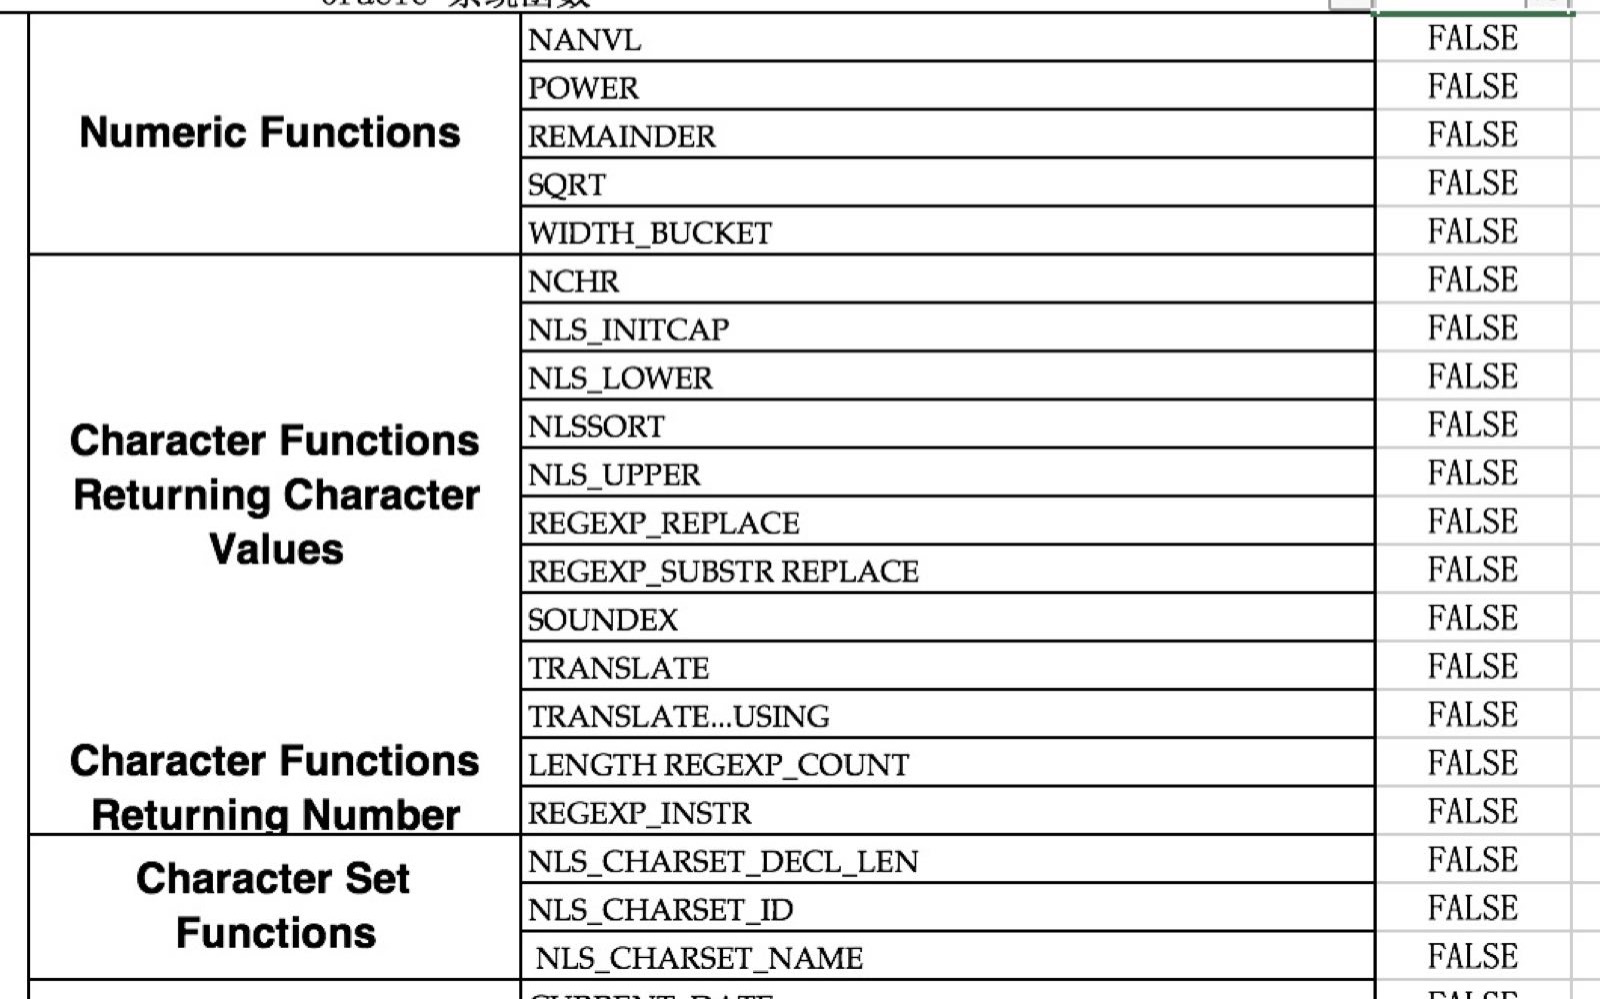 Oracle 系统函数
Numeric Functions
NANVL FALSE
POWER FALSE
REMAINDER FALSE
SQRT FALSE
WIDTH_BUCKET FALSE
Character Functions
Returning Character
Values
NCHR FALSE
NLS_INITCAP FALSE
NLS_LOWER FALSE
NLSSORT FALSE
NLS_UPPER FALSE
REGEXP_REPLACE FALSE
REGEXP_SUBSTR REPLACE FALSE
SOUNDEX FALSE
TRANSLATE FALSE
TRANSLATE...USING FALSE
Character Functions
Returning Number
LENGTH REGEXP_COUNT FALSE
REGEXP_INSTR FALSE
Character Set
Functions
NLS_CHARSET_DECL_LEN FALSE
NLS_CHARSET_ID FALSE
NLS_CHARSET_NAME FALSE
CURRENT_DATE FALSE